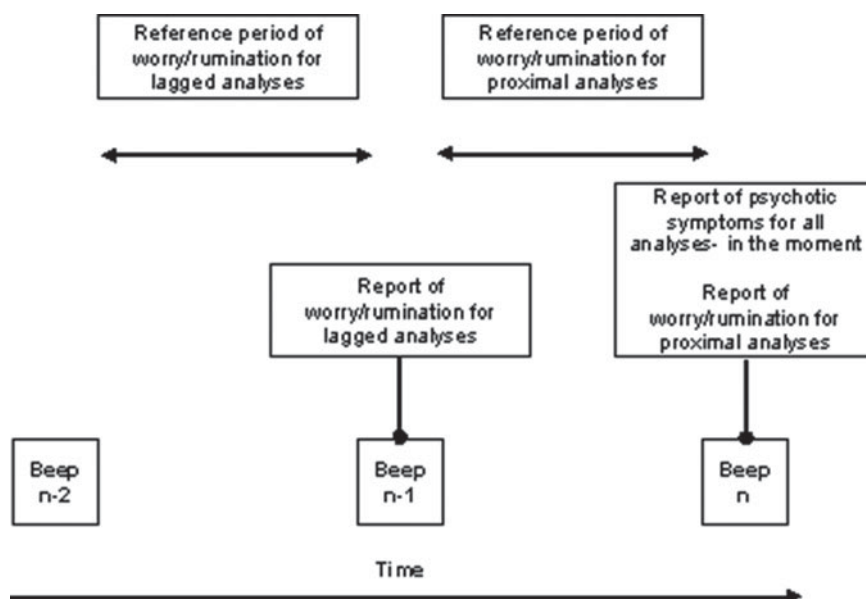 Reference period of
worry/rumination for
lagged analyses
Reference period of
worry/rumination for
proximal analyses
Report of psychotic
symptoms for all
analyses- in the moment
Report of
worry/rumination for
proximal analyses
Report of
worry/rumination for
lagged analyses
Beep
n-2
Beep
n-1
Beep
n
Time